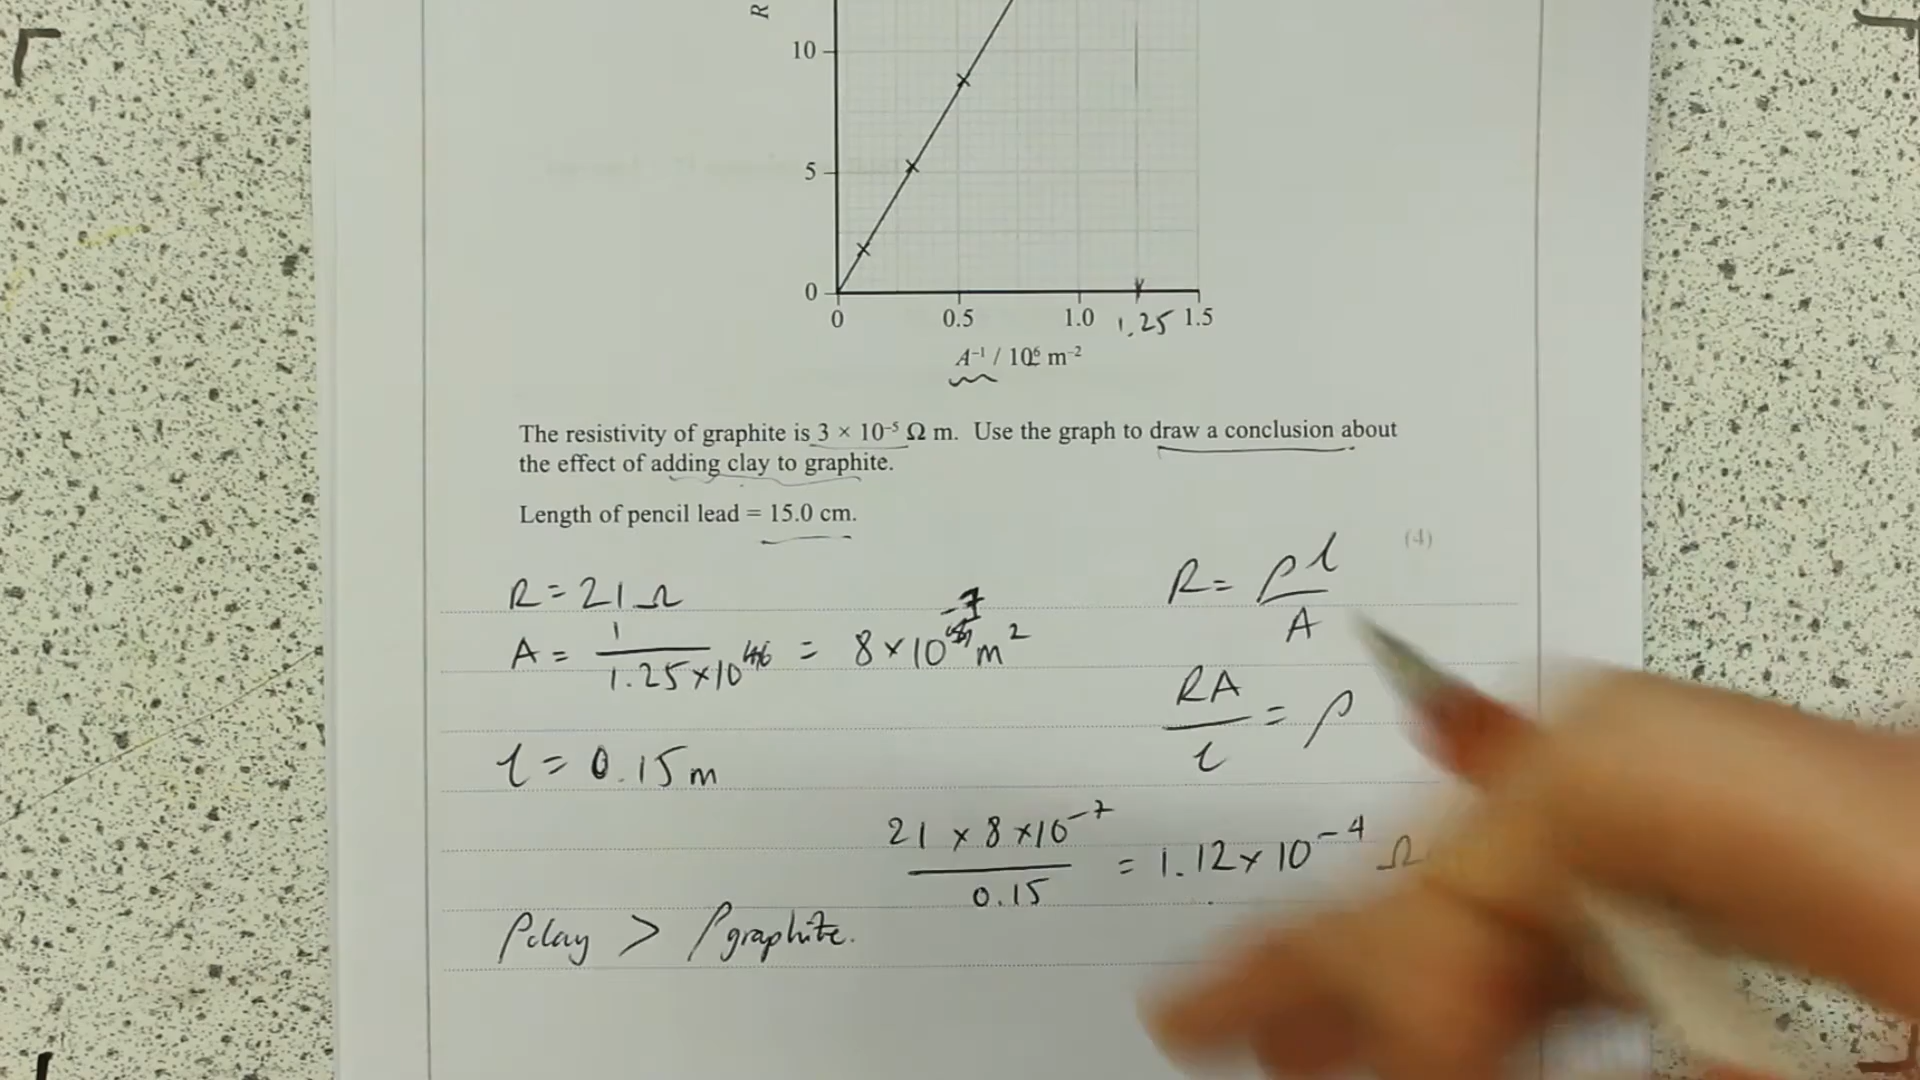 R
10
5
0
0 0.5 1.0 1.25 1.5
A⁻¹ / 10⁶ m⁻²
The resistivity of graphite is 3 × 10⁻⁵ Ω m. Use the graph to draw a conclusion about
the effect of adding clay to graphite.
Length of pencil lead = 15.0 cm.
(4)
R = 21 Ω
A = 1 / 1.25 × 10⁶ = 8 × 10⁻⁷ m²
l = 0.15 m
R = ρl / A
RA / l = ρ
21 × 8 × 10⁻⁷ / 0.15 = 1.12 × 10⁻⁴ Ω
ρclay > ρgraphite.